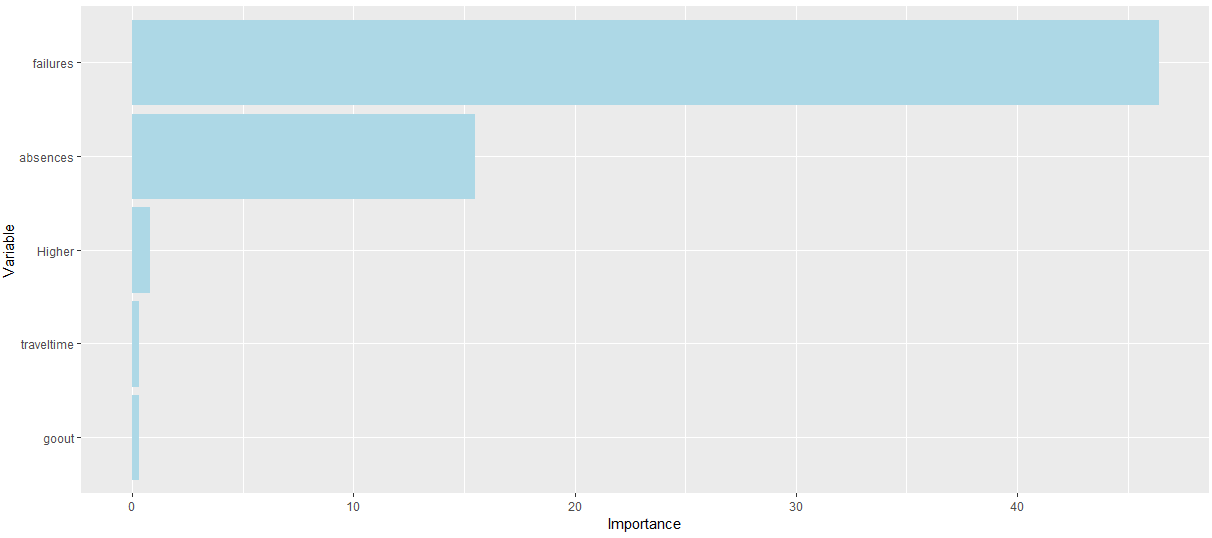 failures
absences
Higher
traveltime
goout
Variable
0 10 20 30 40
Importance